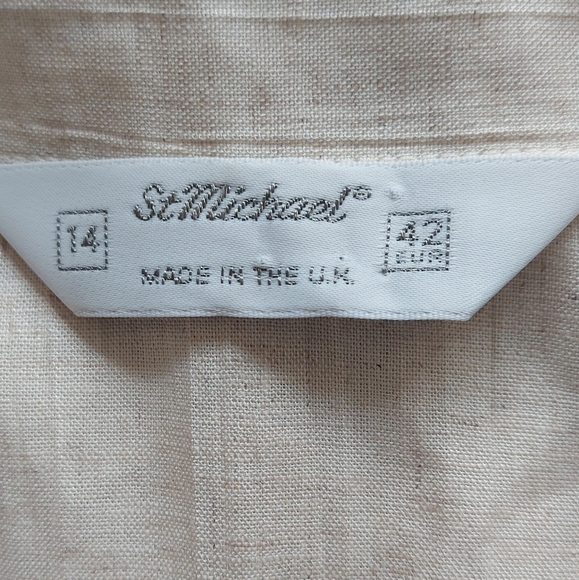 St Michael®
14
42
EUR
MADE IN THE U.K.